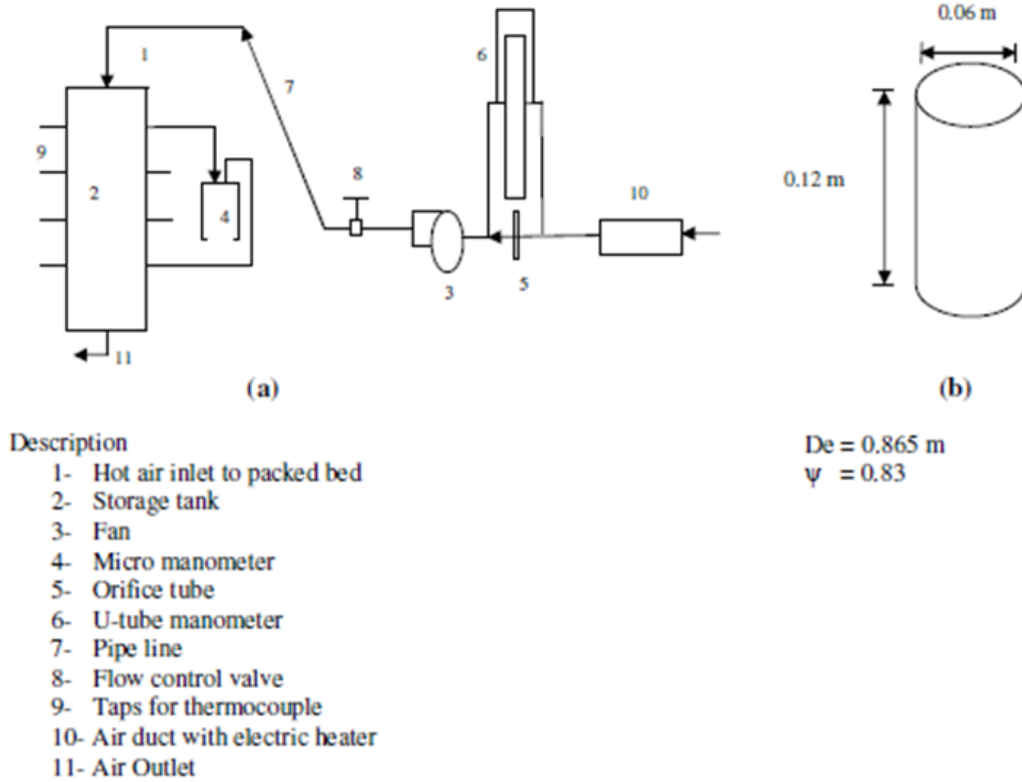 0.06 m
1
6
7
9
8
2
4
10
0.12 m
3
5
11
(a)
(b)
Description
1- Hot air inlet to packed bed
2- Storage tank
3- Fan
4- Micro manometer
5- Orifice tube
6- U-tube manometer
7- Pipe line
8- Flow control valve
9- Taps for thermocouple
10- Air duct with electric heater
11- Air Outlet
De = 0.865 m
ψ = 0.83